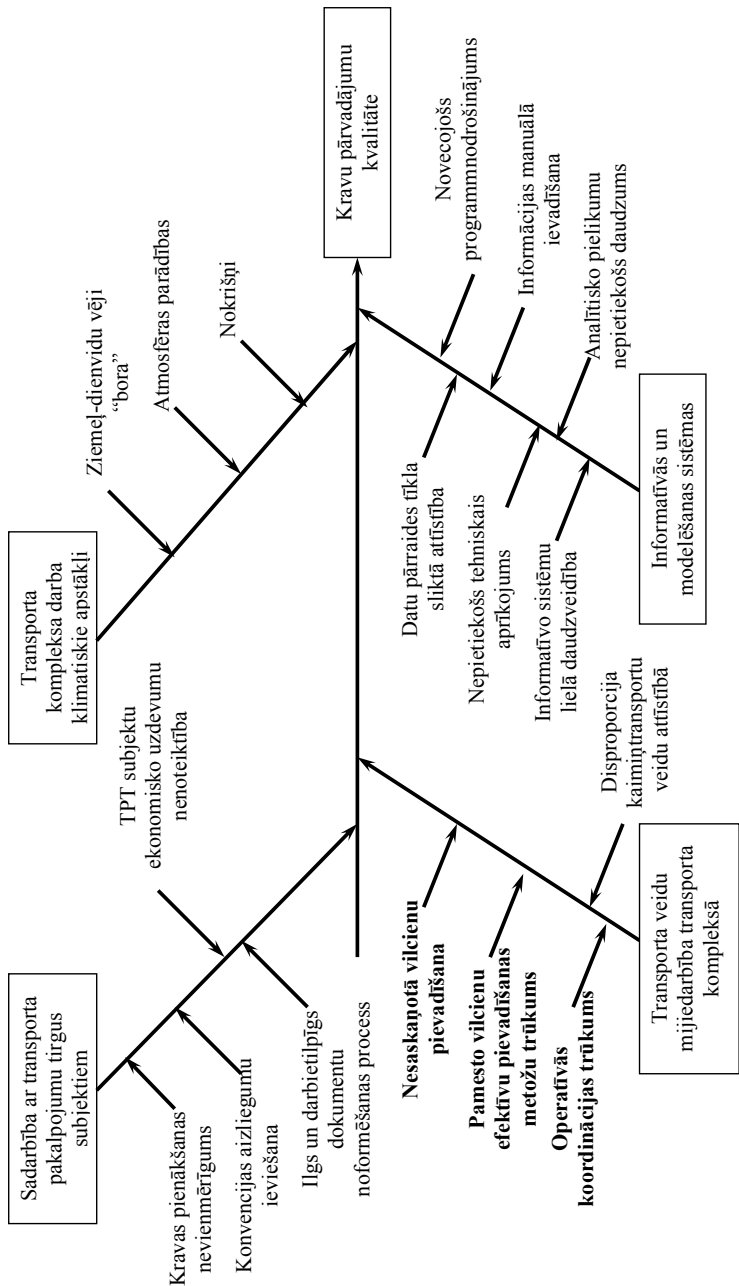 Sadarbība ar transporta
pakalpojumu tirgus
subjektiem
Kravas pienākšanas
nevienmērīgums
Konvencijas aizliegumu
ieviešana
Ilgs un darbietilpīgs
dokumentu
noformēšanas process
TPT subjektu
ekonomisko uzdevumu
nenoteiktība
Transporta
kompleksa darba
klimatiskie apstākļi
Ziemeļ-dienvidu vēji
“bora”
Atmosfēras parādības
Nokrišņi
Kravu pārvadājumu
kvalitāte
Nesaskaņotā vilcienu
pievadīšana
Pamesto vilcienu
efektīvu pievadīšanas
metožu trūkums
Operatīvās
koordinācijas trūkums
Disproporcija
kaimiņtransportu
veidu attīstībā
Transporta veidu
mijiedarbība transporta
kompleksā
Datu pārraides tīkla
sliktā attīstība
Nepietiekošs tehniskais
aprīkojums
Informatīvo sistēmu
lielā daudzveidība
Novecojošs
programmnodrošinājums
Informācijas manuālā
ievadīšana
Analītisko pielikumu
nepietiekošs daudzums
Informatīvās un
modelēšanas sistēmas